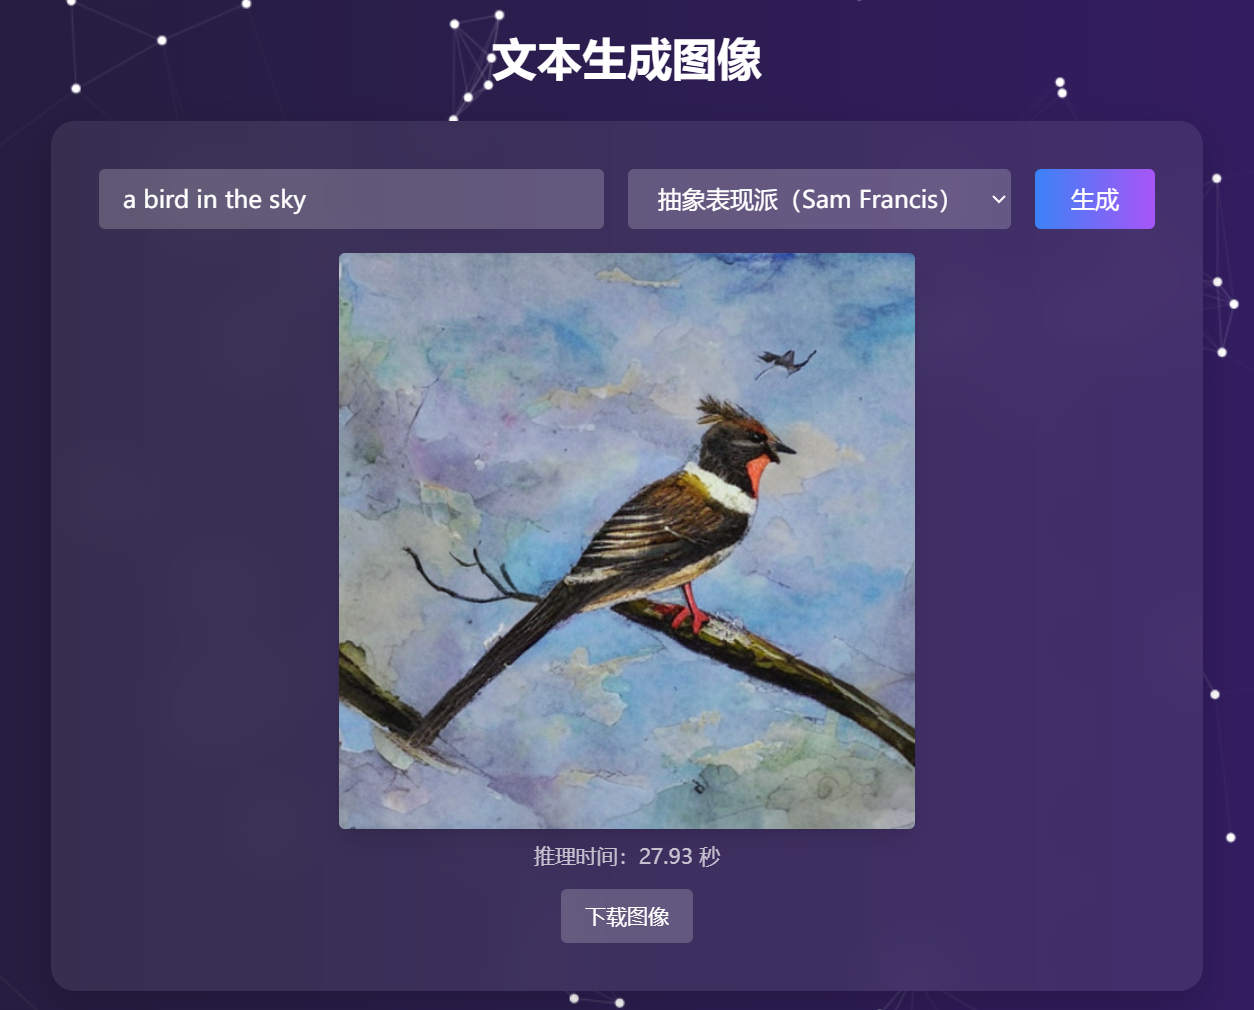 文本生成图像
a bird in the sky
抽象表现派（Sam Francis）
生成
推理时间：27.93 秒
下载图像